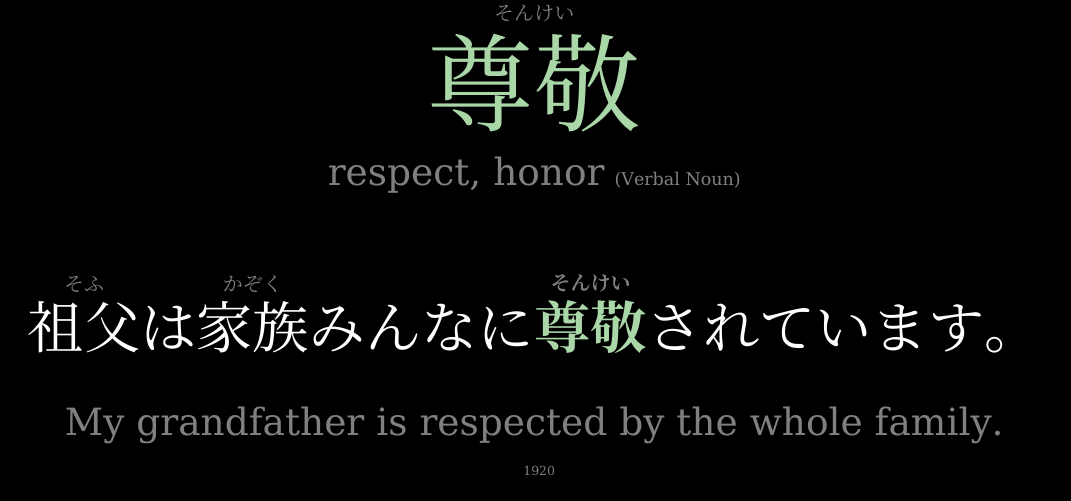 そんけい
尊敬
respect, honor (Verbal Noun)
そふ かぞく そんけい
祖父は家族みんなに尊敬されています。
My grandfather is respected by the whole family.
1920